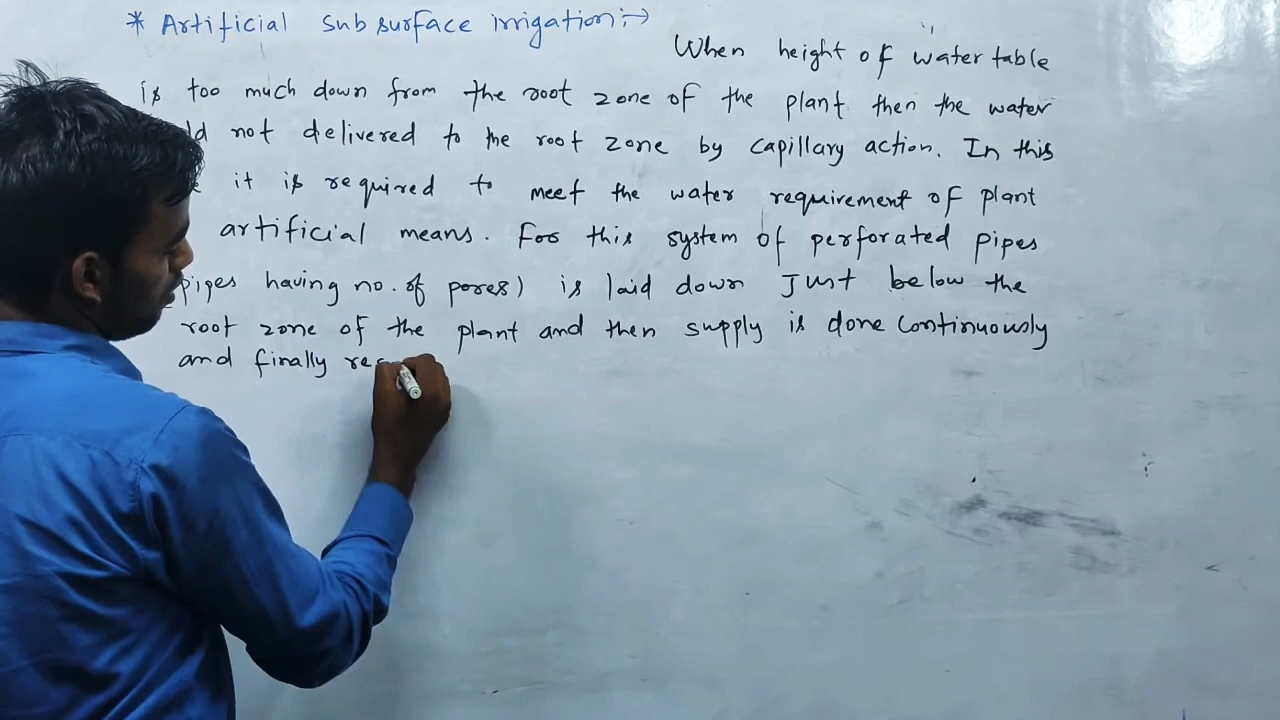 * Artificial subsurface irrigation :→
When height of water table
is too much down from the root zone of the plant then the water
not delivered to the root zone by capillary action. In this
it is required to meet the water requirement of plant
artificial means. For this system of perforated pipes
pipes having no. of pores) is laid down Just below the
root zone of the plant and then supply is done continuously
and finally